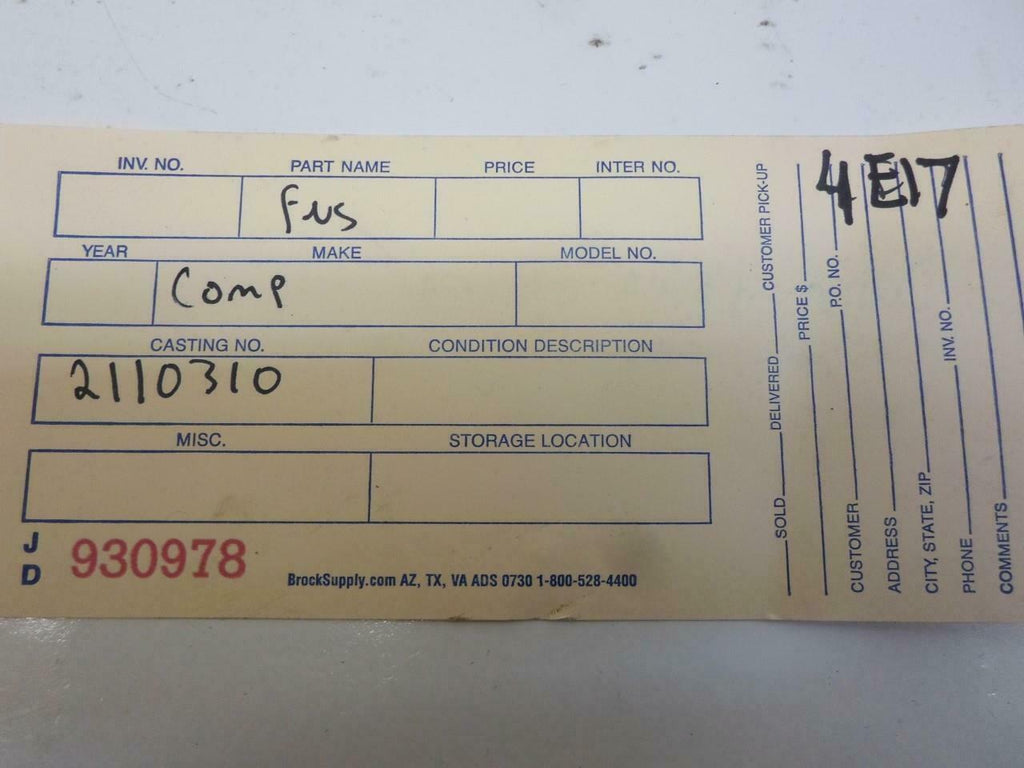 INV. NO. PART NAME PRICE INTER NO.
Fus
YEAR MAKE MODEL NO.
Comp
CASTING NO. CONDITION DESCRIPTION
2110310
MISC. STORAGE LOCATION
J
D
930978
BrockSupply.com AZ, TX, VA ADS 0730 1-800-528-4400
4E17
SOLD DELIVERED CUSTOMER PICK-UP
PRICE $
CUSTOMER P.O. NO.
ADDRESS
CITY, STATE, ZIP INV. NO.
PHONE
COMMENTS